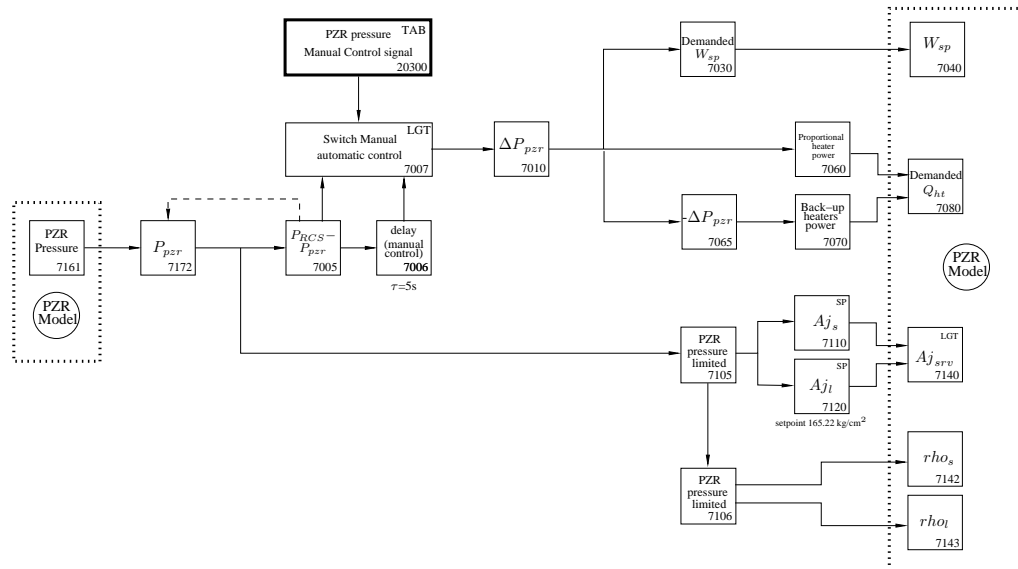 TAB
PZR pressure
Manual Control signal
20300
LGT
Switch Manual
automatic control
7007
ΔP_pzr
7010
Demanded
W_sp
7030
W_sp
7040
Proportional
heater
power
7060
Demanded
Q_ht
7080
-ΔP_pzr
7065
Back-up
heaters power
7070
PZR
Pressure
7161
P_pzr
7172
P_RCS−
P_pzr
7005
delay
(manual
control)
7006
τ=5s
PZR
Model
PZR
Model
PZR
pressure
limited
7105
SP
Aj_s
7110
SP
Aj_l
7120
setpoint 165.22 kg/cm²
LGT
Aj_srv
7140
PZR
pressure
limited
7106
rho_s
7142
rho_l
7143